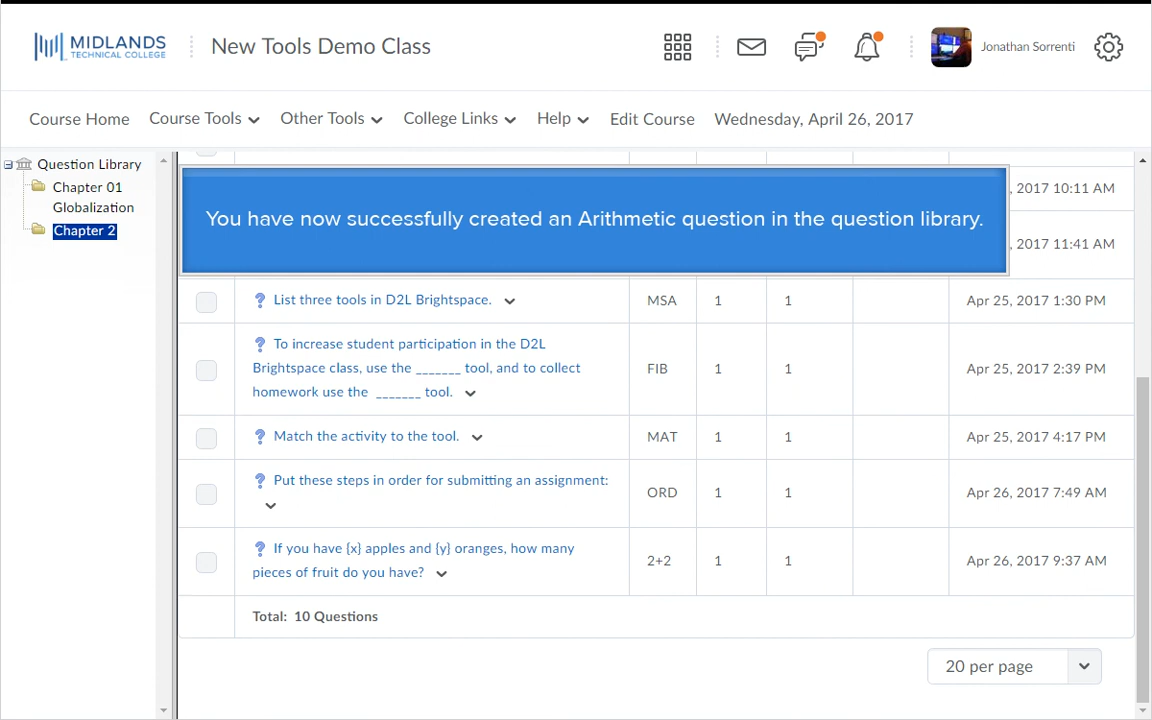 MIDLANDS
TECHNICAL COLLEGE
New Tools Demo Class
Jonathan Sorrenti
Course Home
Course Tools
Other Tools
College Links
Help
Edit Course
Wednesday, April 26, 2017
Question Library
Chapter 01
Globalization
Chapter 2
, 2017 10:11 AM
You have now successfully created an Arithmetic question in the question library.
, 2017 11:41 AM
? List three tools in D2L Brightspace. MSA 1 1 Apr 25, 2017 1:30 PM
? To increase student participation in the D2L
Brightspace class, use the _______ tool, and to collect
homework use the _______ tool.
FIB 1 1 Apr 25, 2017 2:39 PM
? Match the activity to the tool. MAT 1 1 Apr 25, 2017 4:17 PM
? Put these steps in order for submitting an assignment:
ORD 1 1 Apr 26, 2017 7:49 AM
? If you have {x} apples and {y} oranges, how many
pieces of fruit do you have?
2+2 1 1 Apr 26, 2017 9:37 AM
Total: 10 Questions
20 per page